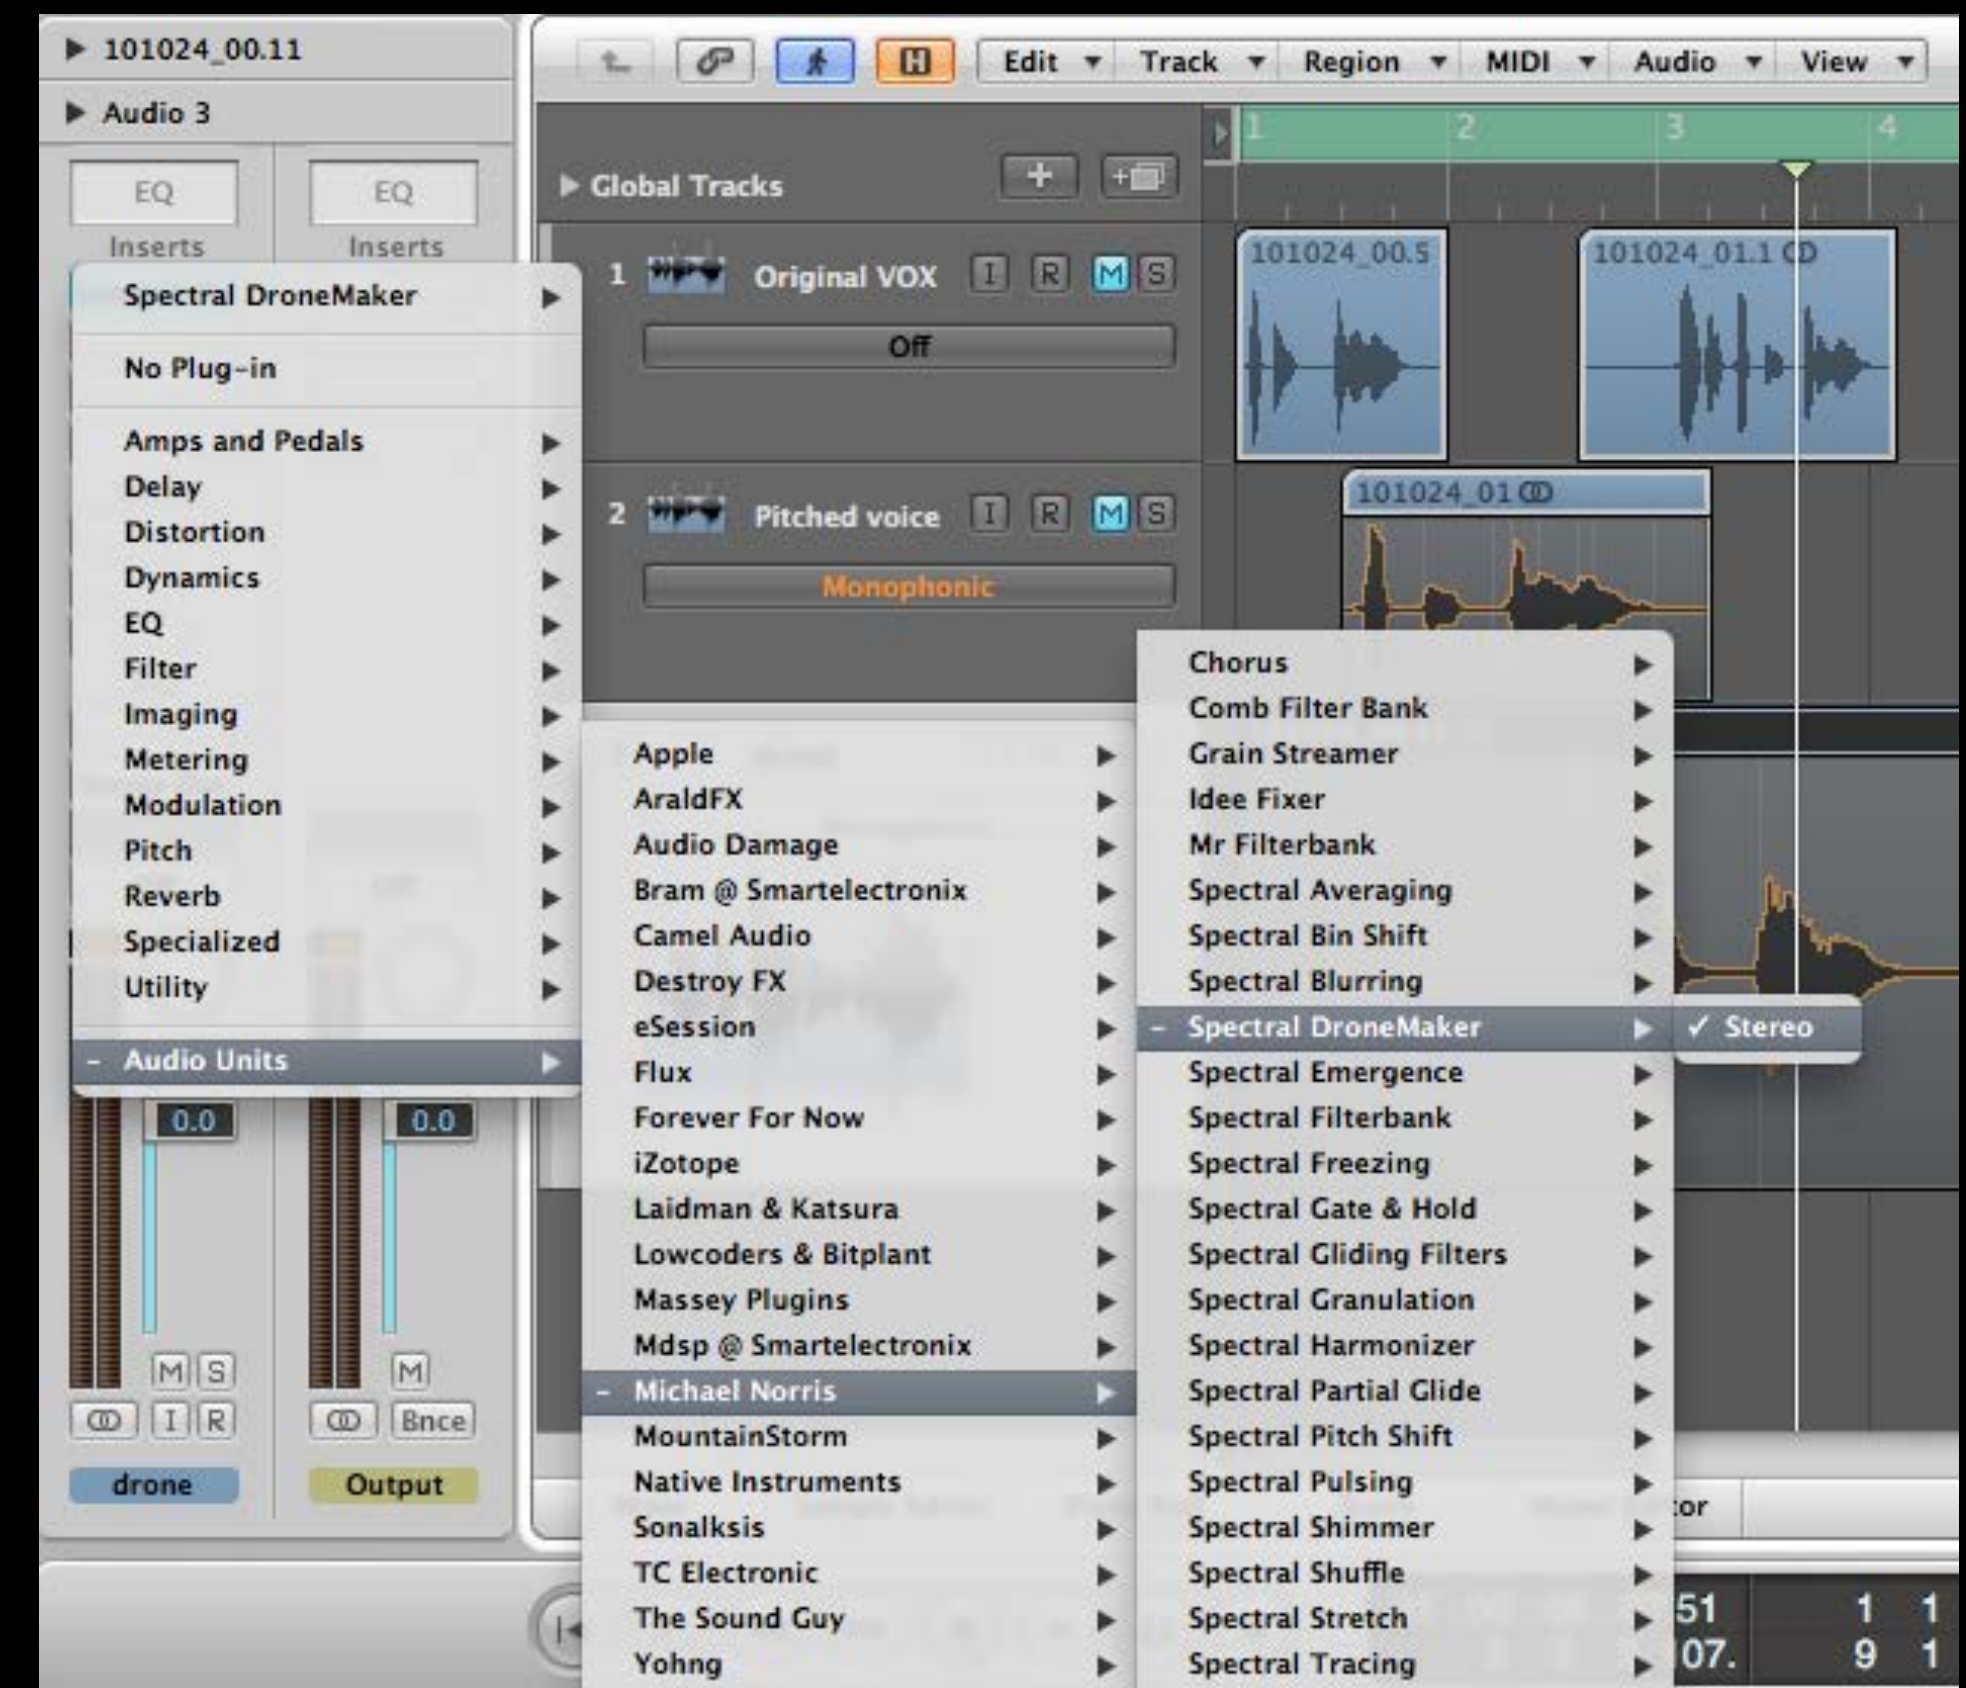 101024_00.11
Audio 3
EQ
EQ
Inserts
Inserts
Spectral DroneMaker
No Plug-in
Amps and Pedals
Delay
Distortion
Dynamics
EQ
Filter
Imaging
Metering
Modulation
Pitch
Reverb
Specialized
Utility
- Audio Units
0.0
0.0
M S
M
I R
Bnce
drone
Output
H
Edit
Track
Region
MIDI
Audio
View
1 2 3 4
Global Tracks
1 Original VOX I R M S
Off
2 Pitched voice I R M S
Monophonic
101024_00.5
101024_01.1
101024_01
Apple
AraldFX
Audio Damage
Bram @ Smartelectronix
Camel Audio
Destroy FX
eSession
Flux
Forever For Now
iZotope
Laidman & Katsura
Lowcoders & Bitplant
Massey Plugins
Mdsp @ Smartelectronix
- Michael Norris
MountainStorm
Native Instruments
Sonalksis
TC Electronic
The Sound Guy
Yohng
Chorus
Comb Filter Bank
Grain Streamer
Idee Fixer
Mr Filterbank
Spectral Averaging
Spectral Bin Shift
Spectral Blurring
- Spectral DroneMaker
Spectral Emergence
Spectral Filterbank
Spectral Freezing
Spectral Gate & Hold
Spectral Gliding Filters
Spectral Granulation
Spectral Harmonizer
Spectral Partial Glide
Spectral Pitch Shift
Spectral Pulsing
Spectral Shimmer
Spectral Shuffle
Spectral Stretch
Spectral Tracing
✓ Stereo
tor
51 1 1
07. 9 1